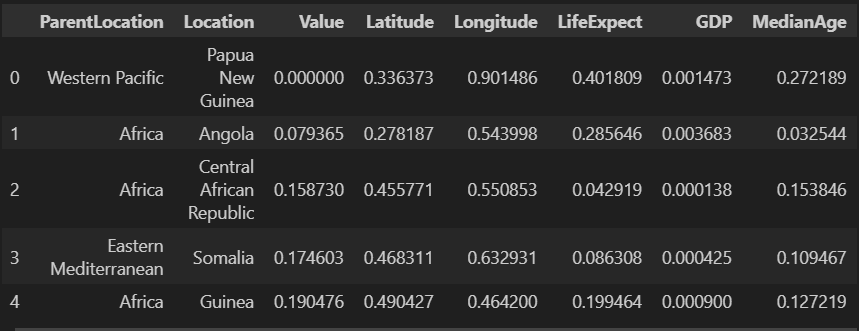 ParentLocation Location Value Latitude Longitude LifeExpect GDP MedianAge
0 Western Pacific Papua New Guinea 0.000000 0.336373 0.901486 0.401809 0.001473 0.272189
1 Africa Angola 0.079365 0.278187 0.543998 0.285646 0.003683 0.032544
2 Africa Central African Republic 0.158730 0.455771 0.550853 0.042919 0.000138 0.153846
3 Eastern Mediterranean Somalia 0.174603 0.468311 0.632931 0.086308 0.000425 0.109467
4 Africa Guinea 0.190476 0.490427 0.464200 0.199464 0.000900 0.127219